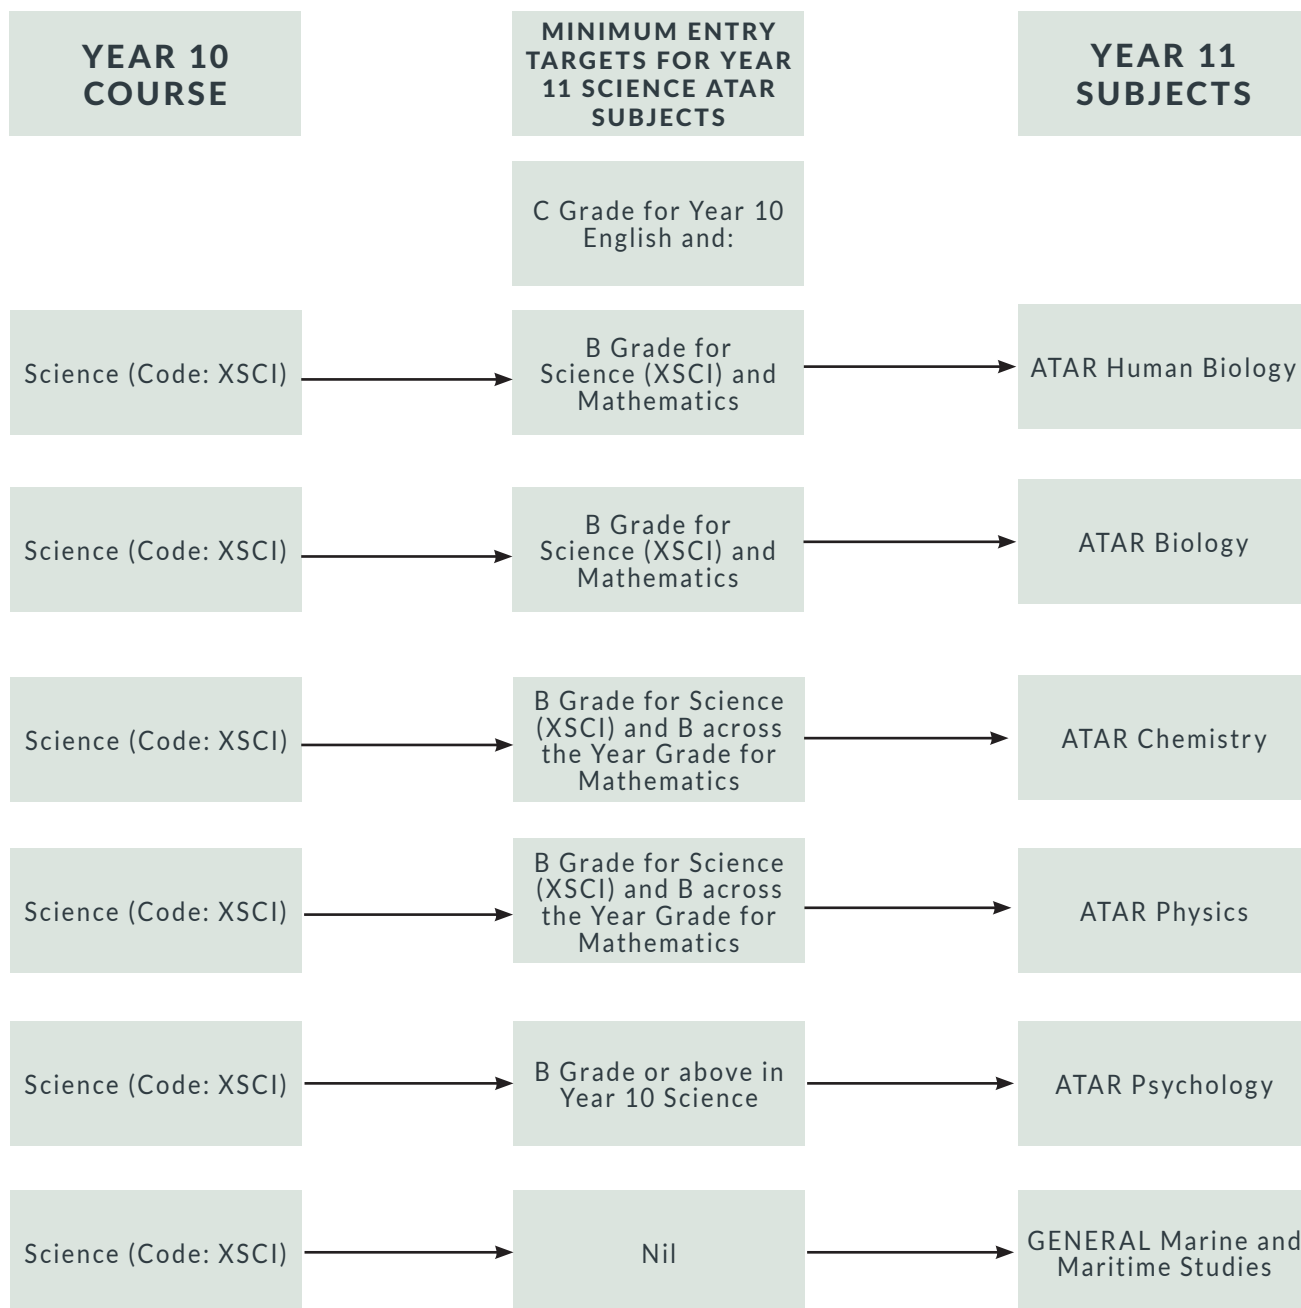 YEAR 10
COURSE
MINIMUM ENTRY
TARGETS FOR YEAR
11 SCIENCE ATAR
SUBJECTS
YEAR 11
SUBJECTS
C Grade for Year 10
English and:
Science (Code: XSCI)
B Grade for
Science (XSCI) and
Mathematics
ATAR Human Biology
Science (Code: XSCI)
B Grade for
Science (XSCI) and
Mathematics
ATAR Biology
Science (Code: XSCI)
B Grade for Science
(XSCI) and B across
the Year Grade for
Mathematics
ATAR Chemistry
Science (Code: XSCI)
B Grade for Science
(XSCI) and B across
the Year Grade for
Mathematics
ATAR Physics
Science (Code: XSCI)
B Grade or above in
Year 10 Science
ATAR Psychology
Science (Code: XSCI)
Nil
GENERAL Marine and
Maritime Studies